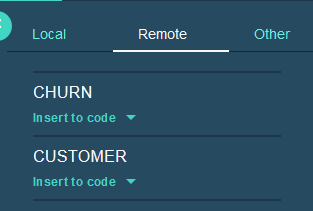 Local Remote Other
CHURN
Insert to code
CUSTOMER
Insert to code